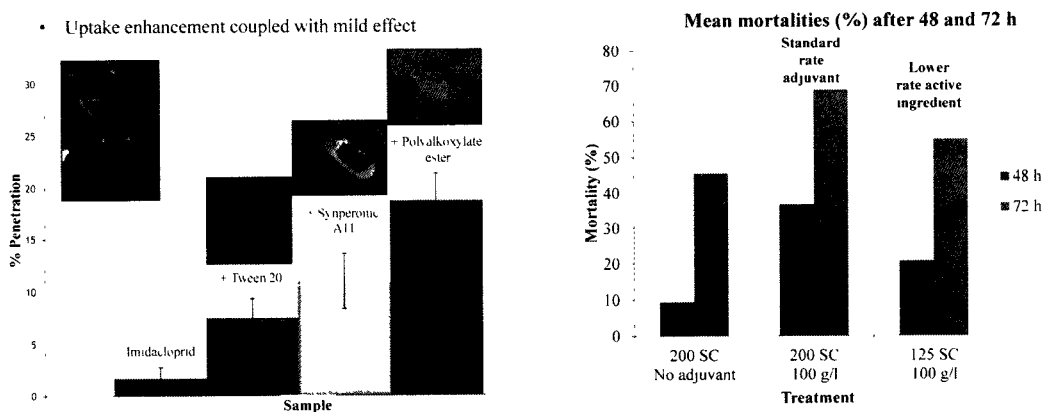 • Uptake enhancement coupled with mild effect
% Penetration
30
25
20
15
10
5
0
Imidacloprid
+ Tween 20
+ Synperonic
A11
+ Polyalkoxylate
ester
Sample
Mean mortalities (%) after 48 and 72 h
Mortality (%)
80
70
60
50
40
30
20
10
0
Standard
rate
adjuvant
Lower
rate active
ingredient
48 h
72 h
200 SC
No adjuvant
200 SC
100 g/l
125 SC
100 g/l
Treatment